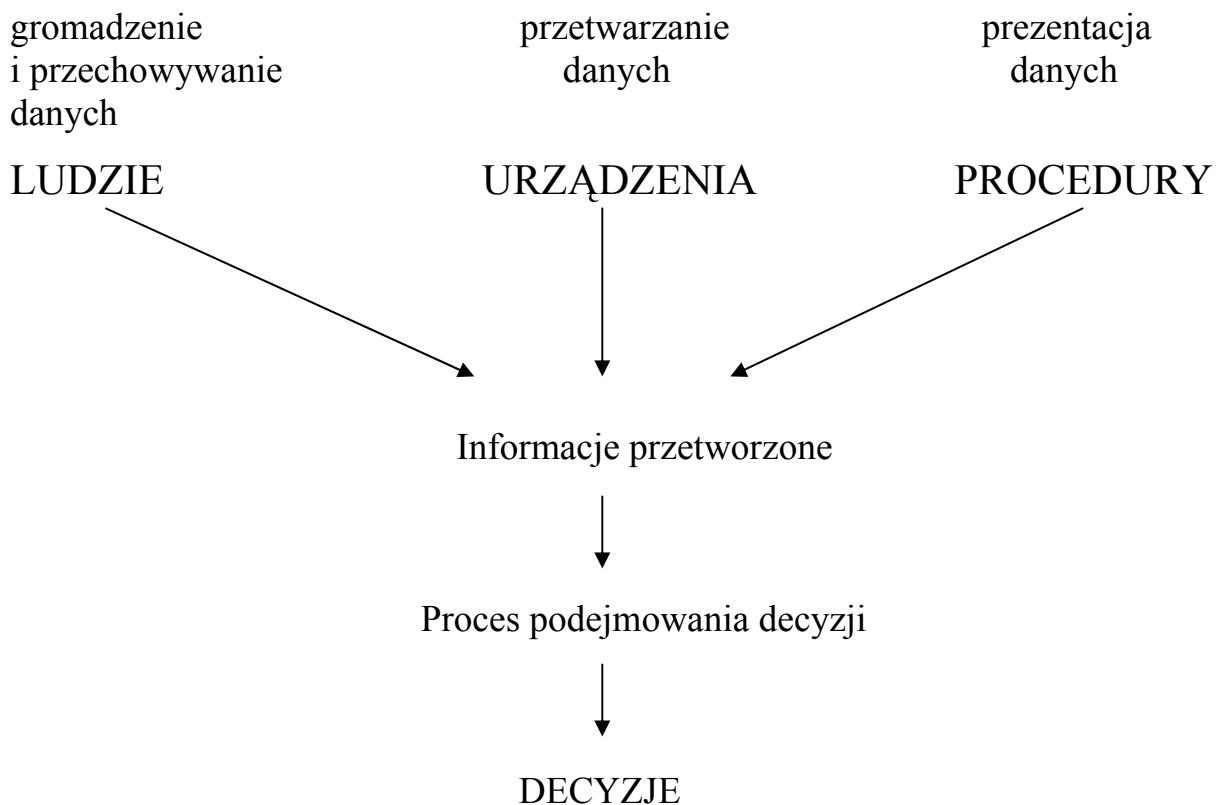 gromadzenie
i przechowywanie
danych
przetwarzanie
danych
prezentacja
danych
LUDZIE
URZĄDZENIA
PROCEDURY
Informacje przetworzone
Proces podejmowania decyzji
DECYZJE